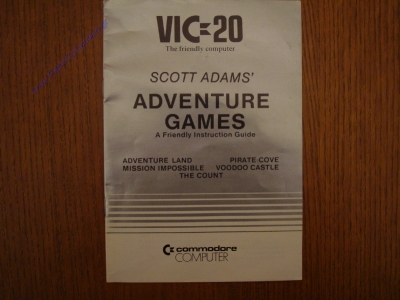 VIC-20
The friendly computer
SCOTT ADAMS'
ADVENTURE
GAMES
A Friendly Instruction Guide
ADVENTURE LAND PIRATE COVE
MISSION IMPOSSIBLE VOODOO CASTLE
THE COUNT
commodore
COMPUTER